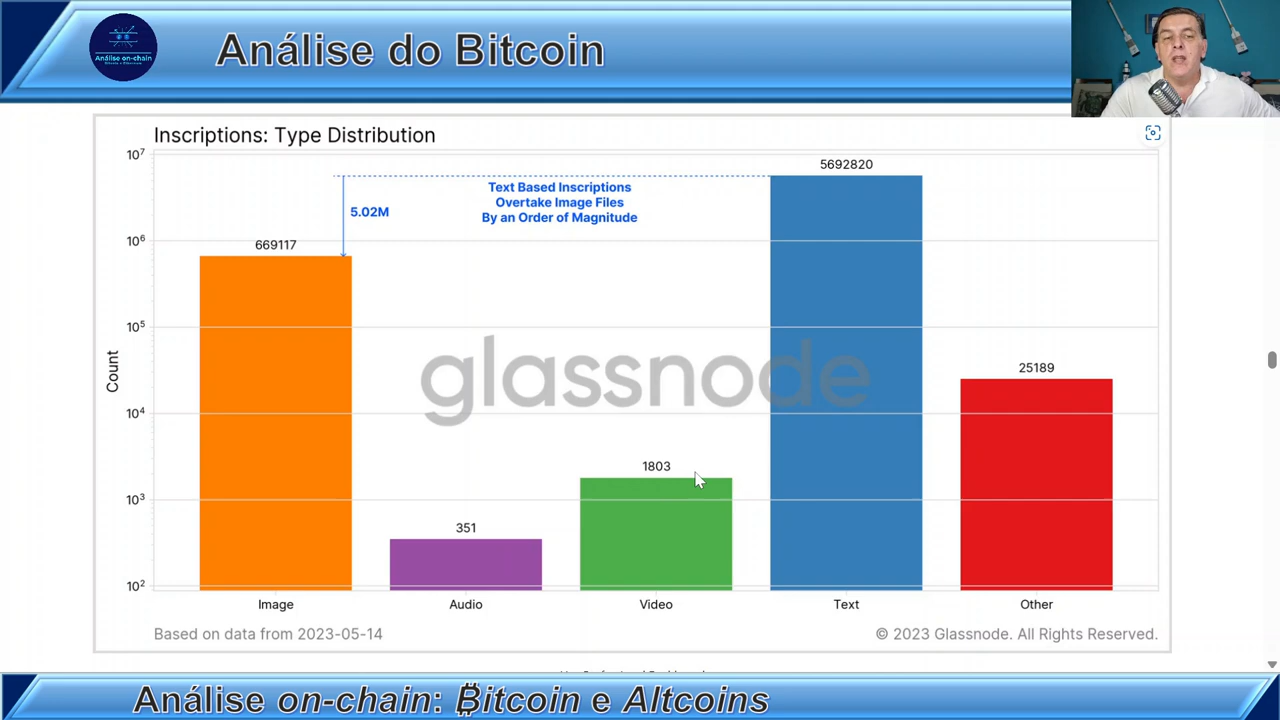 Análise do Bitcoin
Análise on-chain
Inscriptions: Type Distribution
10⁷
10⁶
10⁵
10⁴
10³
10²
Count
5692820
Text Based Inscriptions
Overtake Image Files
By an Order of Magnitude
5.02M
669117
25189
1803
351
glassnode
Image
Audio
Video
Text
Other
Based on data from 2023-05-14
© 2023 Glassnode. All Rights Reserved.
Análise on-chain: ₿itcoin e Altcoins